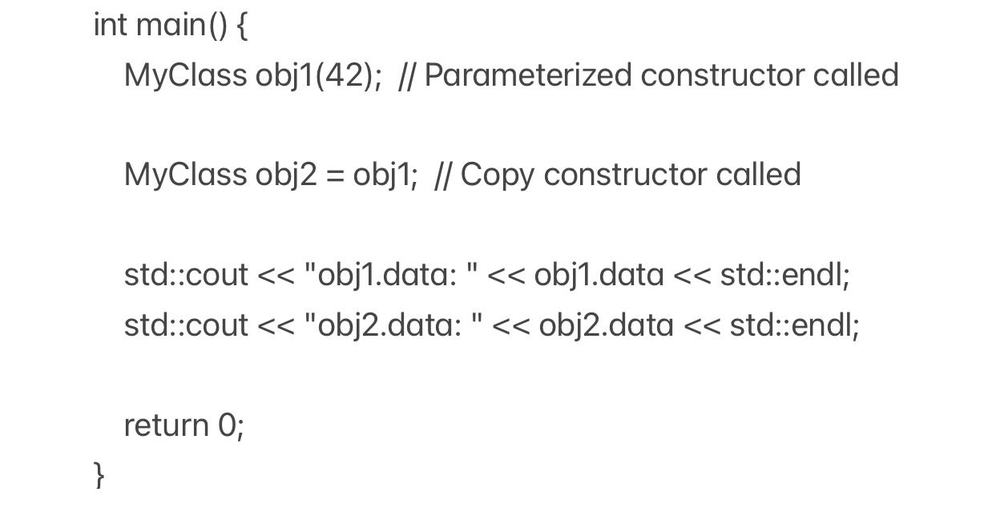 int main() {
    MyClass obj1(42);  // Parameterized constructor called
    MyClass obj2 = obj1;  // Copy constructor called
    std::cout << "obj1.data: " << obj1.data << std::endl;
    std::cout << "obj2.data: " << obj2.data << std::endl;
    return 0;
}